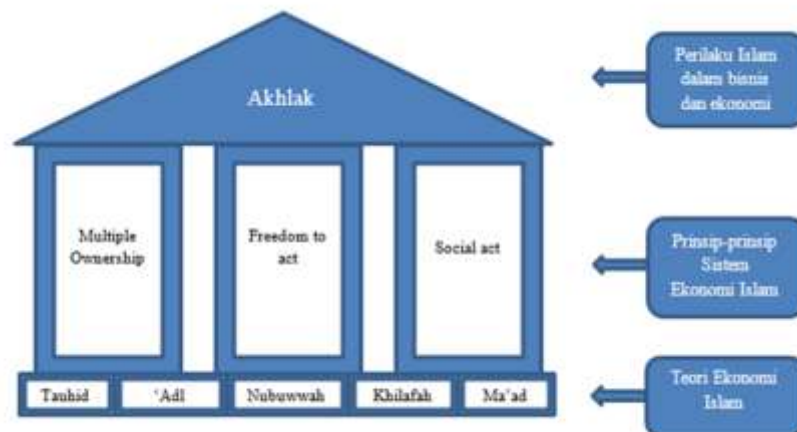 Akhlak
Perilaku Islam
dalam bisnis
dan ekonomi
Multiple
Ownership
Freedom to
act
Social act
Prinsip-prinsip
Sistem
Ekonomi Islam
Tauhid
‘Adl
Nubuwwah
Khilafah
Ma’ad
Teori Ekonomi
Islam